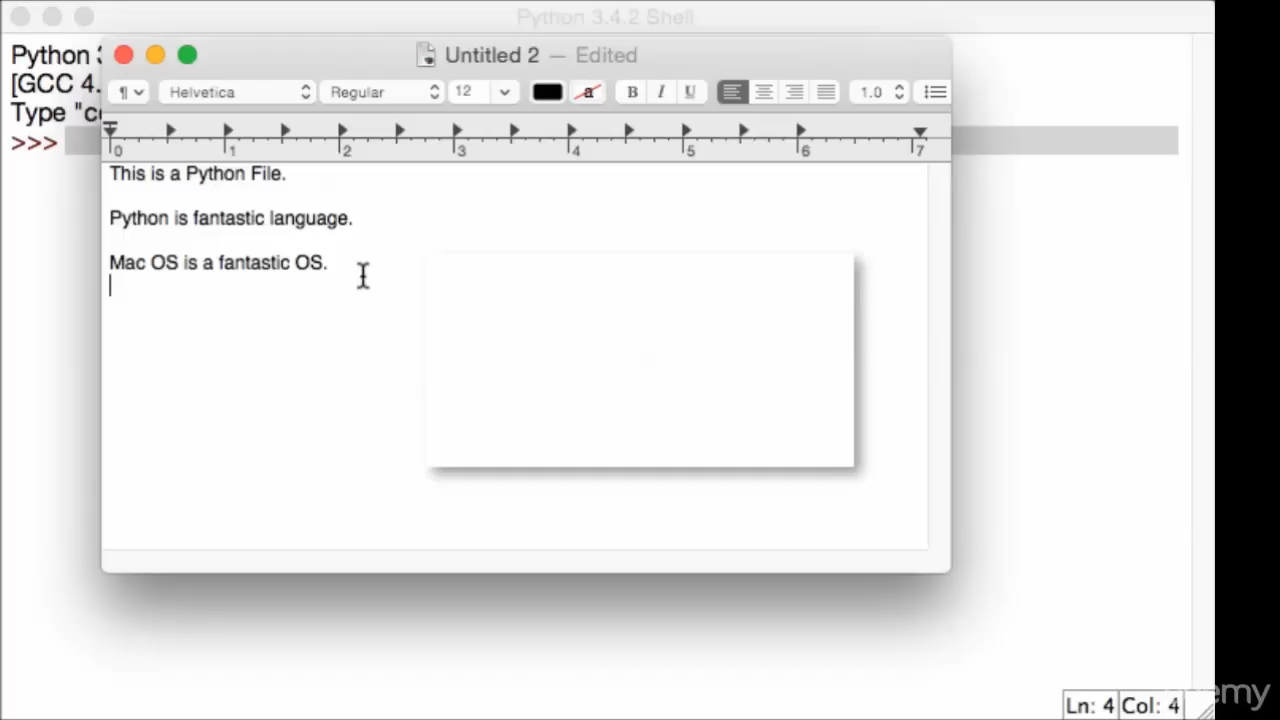 Python 3.4.2 Shell
Python 3
[GCC 4.
Type "c
>>>
Untitled 2 — Edited
¶ Helvetica Regular 12 a B I U 1.0
0 1 2 3 4 5 6 7
This is a Python File.
Python is fantastic language.
Mac OS is a fantastic OS.
Ln: 4 Col: 4